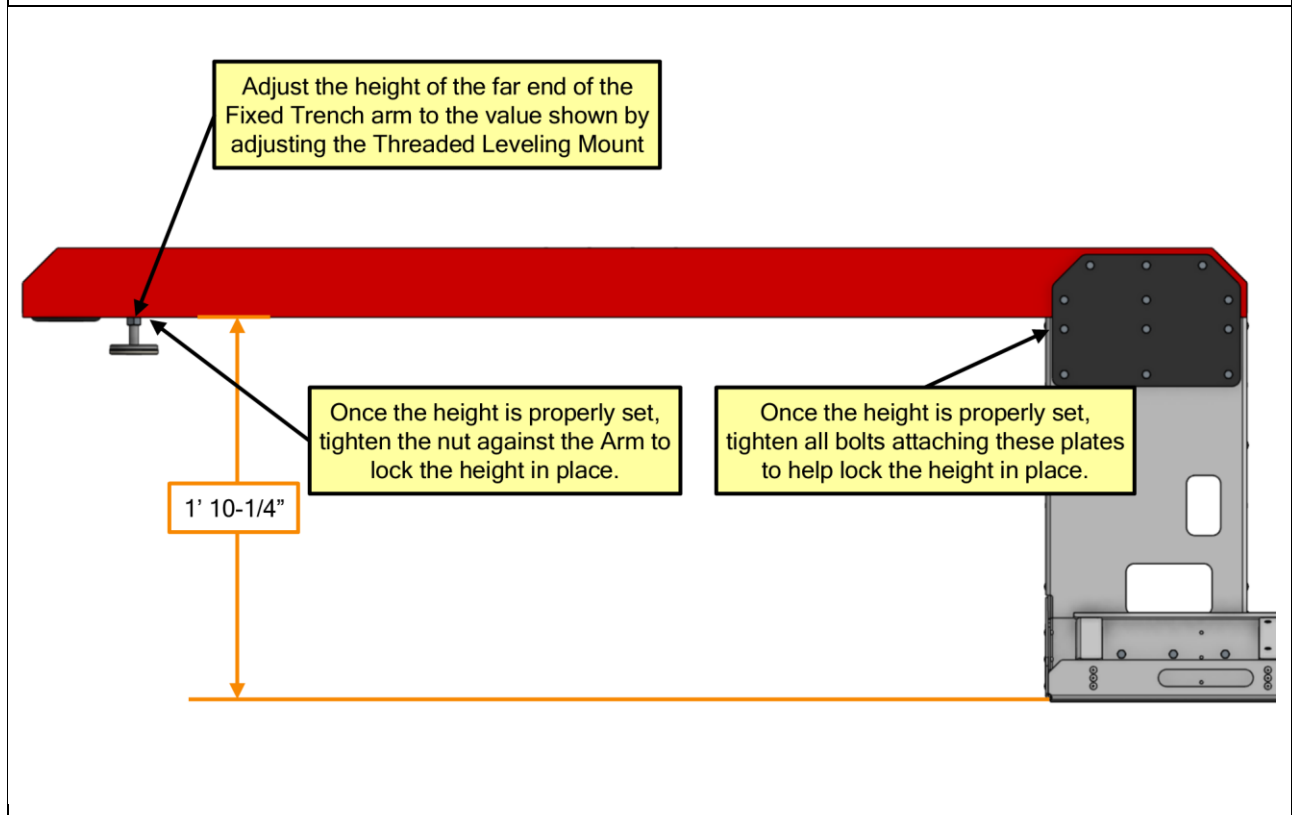 Adjust the height of the far end of the
Fixed Trench arm to the value shown by
adjusting the Threaded Leveling Mount
Once the height is properly set,
tighten the nut against the Arm to
lock the height in place.
Once the height is properly set,
tighten all bolts attaching these plates
to help lock the height in place.
1’ 10-1/4”